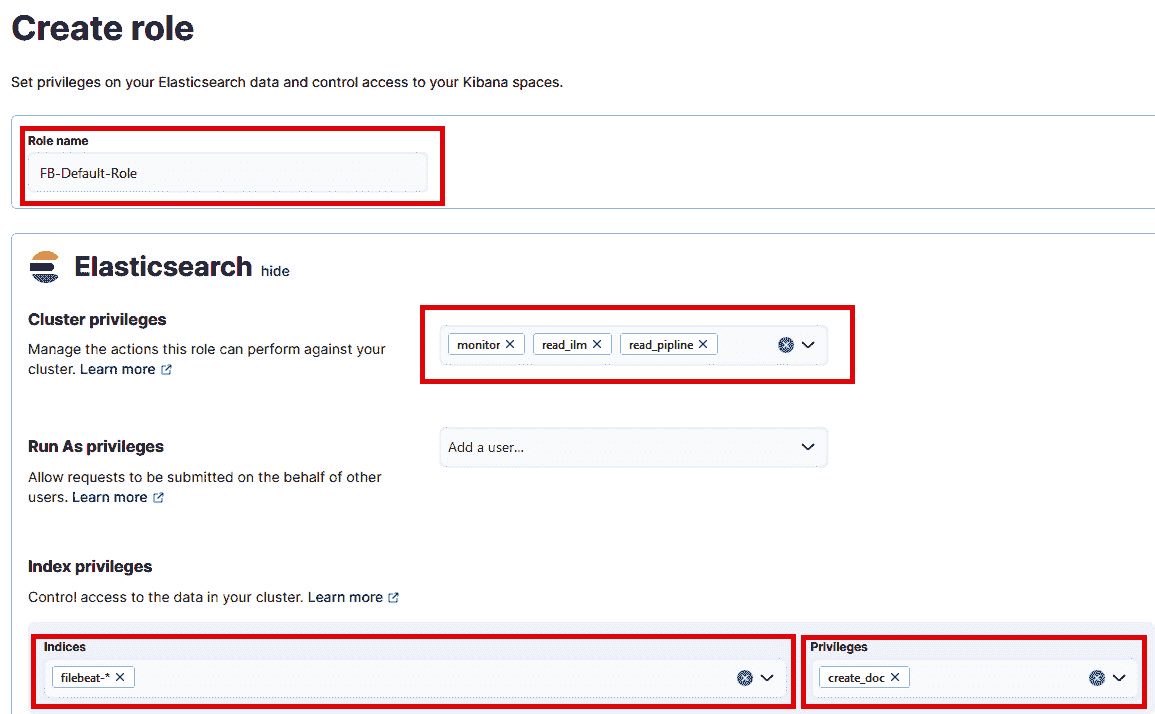 Create role
Set privileges on your Elasticsearch data and control access to your Kibana spaces.
Role name
FB-Default-Role
Elasticsearch hide
Cluster privileges
Manage the actions this role can perform against your
cluster. Learn more
monitor read_ilm read_pipline
Run As privileges
Allow requests to be submitted on the behalf of other
users. Learn more
Add a user...
Index privileges
Control access to the data in your cluster. Learn more
Indices
filebeat-*
Privileges
create_doc